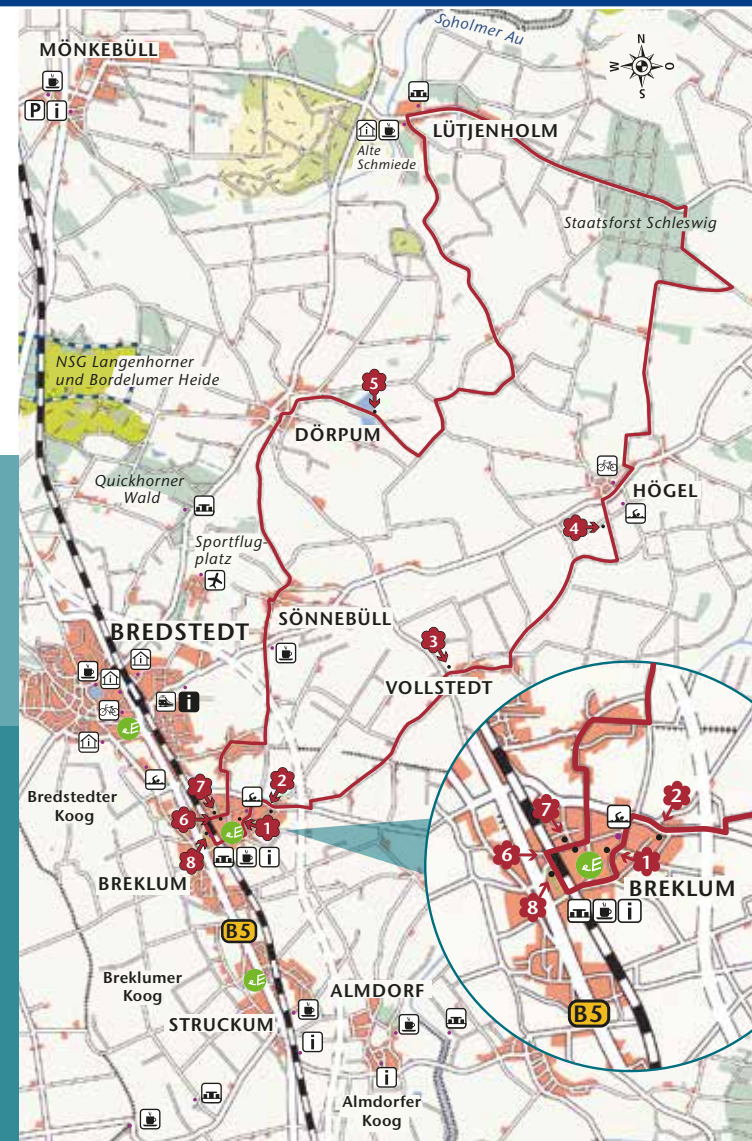 Soholmer Au
MÖNKEBÜLL
N
W
O
S
P
i
i
LÜTJENHOLM
Alte
Schmiede
Staatsforst Schleswig
NSG Langenhorner
und Bordelumer Heide
5
DÖRPUM
Quickhorner
Wald
HÖGEL
4
Sportflug-
platz
SÖNNEBÜLL
BREDSTEDT
i
3
VOLLSTEDT
i
i
i
i
Bredstedter
Koog
7
2
6
1
8
i
BREKLUM
7
2
6
1
8
BREKLUM
i
B5
B5
Breklumer
Koog
ALMDORF
STRUCKUM
i
i
Almdorfer
Koog